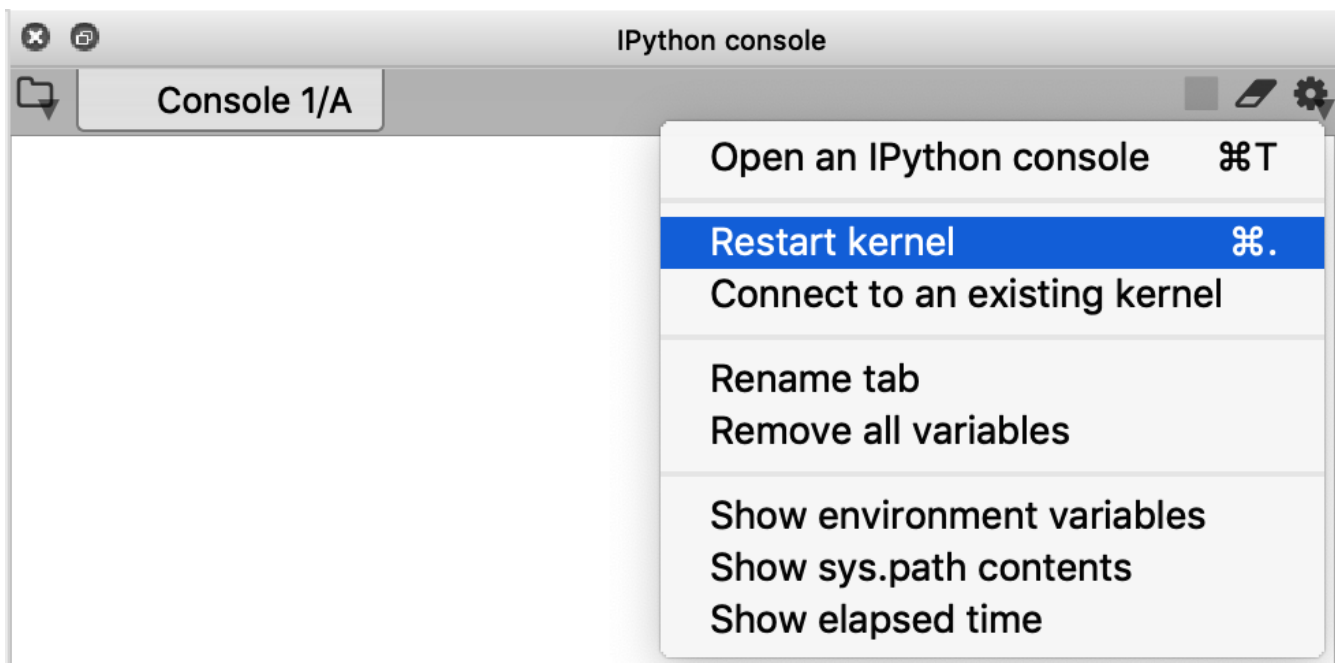 IPython console
Console 1/A
Open an IPython console ⌘T
Restart kernel ⌘.
Connect to an existing kernel
Rename tab
Remove all variables
Show environment variables
Show sys.path contents
Show elapsed time